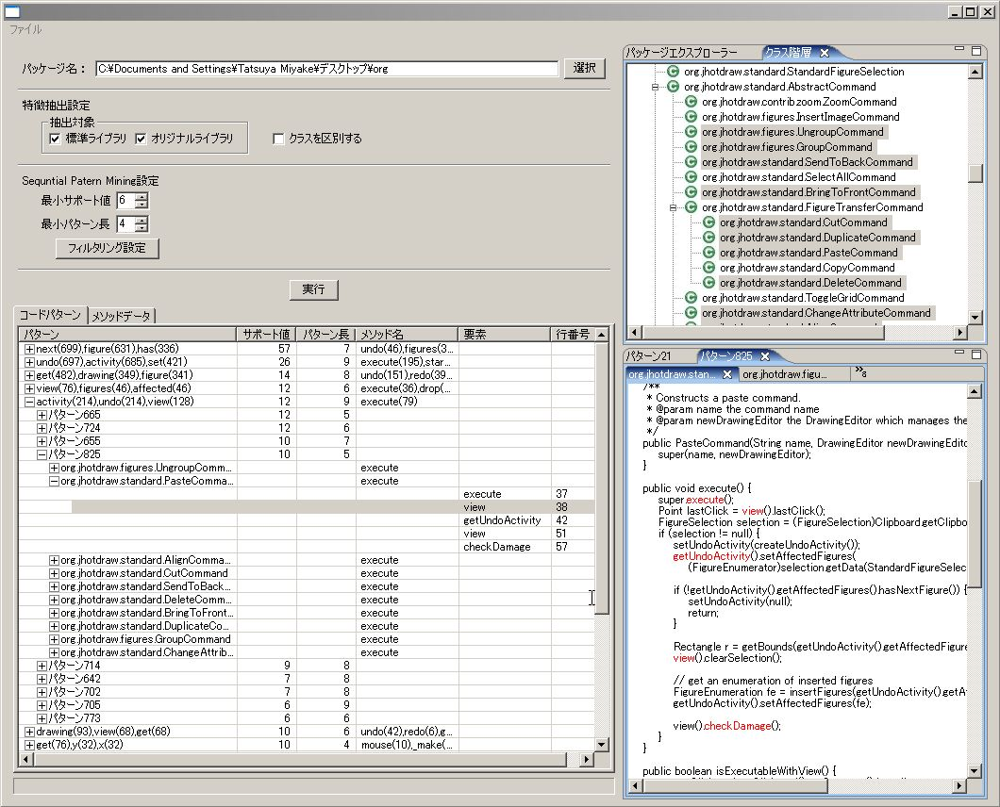 ファイル
パッケージ名： C:¥Documents and Settings¥Tatsuya Miyake¥デスクトップ¥org 選択
特徴抽出設定
抽出対象
標準ライブラリ オリジナルライブラリ クラスを区別する
Sequntial Patern Mining設定
最小サポート値 6
最小パターン長 4
フィルタリング設定
実行
コードパターン メソッドデータ
パターン サポート値 パターン長 メソッド名 要素 行番号
next(699),figure(631),has(336) 57 7 undo(46),figures(3...
undo(697),activity(685),set(421) 26 9 execute(195),star...
get(482),drawing(349),figure(341) 14 8 undo(151),redo(39...
view(76),figures(46),affected(46) 12 6 execute(36),drop(...
activity(214),undo(214),view(128) 12 9 execute(79)
パターン665 12 5
パターン724 12 6
パターン655 10 7
パターン825 10 5
org.jhotdraw.figures.UngroupComm... execute
org.jhotdraw.standard.PasteComma... execute
execute 37
view 38
getUndoActivity 42
view 51
checkDamage 57
org.jhotdraw.standard.AlignComma... execute
org.jhotdraw.standard.CutCommand execute
org.jhotdraw.standard.SendToBack... execute
org.jhotdraw.standard.DeleteComm... execute
org.jhotdraw.standard.BringToFront... execute
org.jhotdraw.standard.DuplicateCo... execute
org.jhotdraw.figures.GroupCommand execute
org.jhotdraw.standard.ChangeAttrib... execute
パターン714 9 8
パターン642 7 8
パターン702 7 8
パターン705 6 9
パターン773 6 6
drawing(93),view(68),get(68) 10 6 undo(42),redo(6),g...
get(76),y(32),x(32) 10 4 mouse(10),_make(...
パッケージエクスプローラー クラス階層
org.jhotdraw.standard.StandardFigureSelection
org.jhotdraw.standard.AbstractCommand
org.jhotdraw.contrib.zoom.ZoomCommand
org.jhotdraw.figures.InsertImageCommand
org.jhotdraw.figures.UngroupCommand
org.jhotdraw.figures.GroupCommand
org.jhotdraw.standard.SendToBackCommand
org.jhotdraw.standard.SelectAllCommand
org.jhotdraw.standard.BringToFrontCommand
org.jhotdraw.standard.FigureTransferCommand
org.jhotdraw.standard.CutCommand
org.jhotdraw.standard.DuplicateCommand
org.jhotdraw.standard.PasteCommand
org.jhotdraw.standard.CopyCommand
org.jhotdraw.standard.DeleteCommand
org.jhotdraw.standard.ToggleGridCommand
org.jhotdraw.standard.ChangeAttributeCommand
パターン21 パターン825
org.jhotdraw.stan... org.jhotdraw.figu... »8
/**
* Constructs a paste command.
* @param name the command name
* @param newDrawingEditor the DrawingEditor which manages the
*/
public PasteCommand(String name, DrawingEditor newDrawingEdito
super(name, newDrawingEditor);
}
public void execute() {
super.execute();
Point lastClick = view().lastClick();
FigureSelection selection = (FigureSelection)Clipboard.getClipbo
if (selection != null) {
setUndoActivity(createUndoActivity());
getUndoActivity().setAffectedFigures(
(FigureEnumerator)selection.getData(StandardFigureSelec
if (!getUndoActivity().getAffectedFigures().hasNextFigure()) {
setUndoActivity(null);
return;
}
Rectangle r = getBounds(getUndoActivity().getAffectedFigure
view().clearSelection();
// get an enumeration of inserted figures
FigureEnumeration fe = insertFigures(getUndoActivity().getAf
getUndoActivity().setAffectedFigures(fe);
view().checkDamage();
}
}
public boolean isExecutableWithView() {